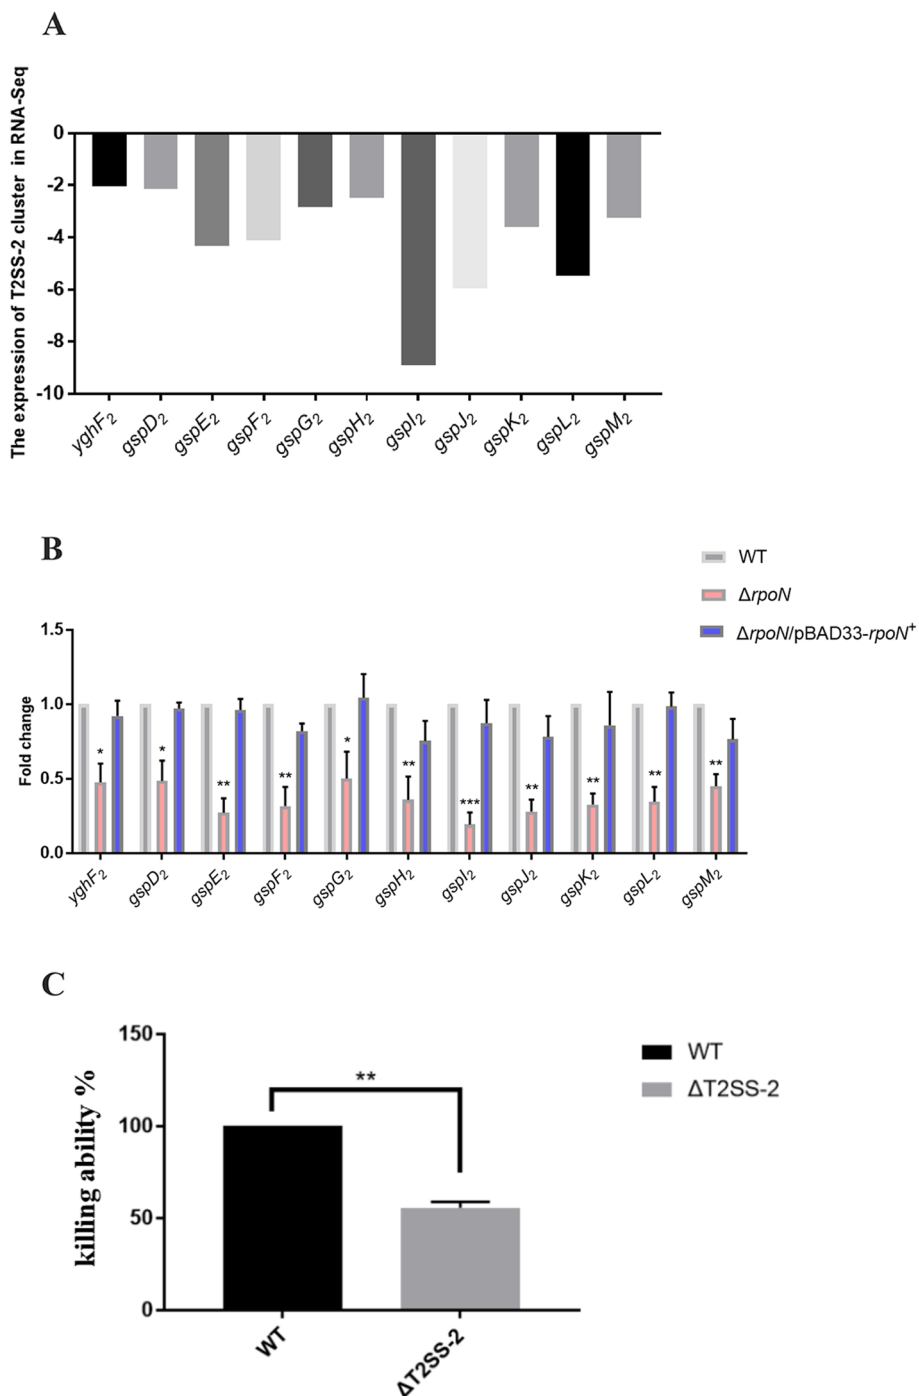 A
The expression of T2SS-2 cluster in RNA-Seq
0
-2
-4
-6
-8
-10
yghF2
gspD2
gspE2
gspF2
gspG2
gspH2
gspI2
gspJ2
gspK2
gspL2
gspM2
B
WT
ΔrpoN
ΔrpoN/pBAD33-rpoN+
Fold change
1.5
1.0
0.5
0.0
*
*
**
**
*
**
***
**
**
**
**
yghF2
gspD2
gspE2
gspF2
gspG2
gspH2
gspI2
gspJ2
gspK2
gspL2
gspM2
C
killing ability %
150
100
50
0
**
WT
ΔT2SS-2
WT
ΔT2SS-2